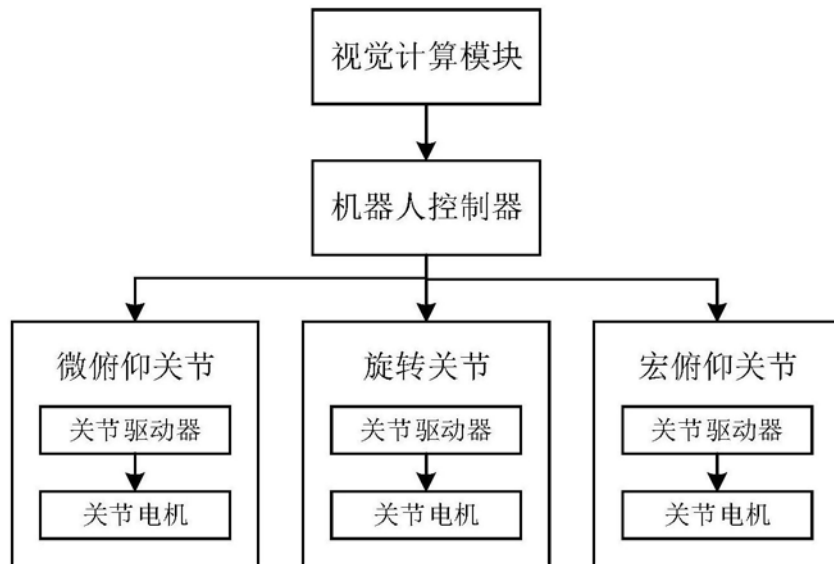 视觉计算模块
机器人控制器
微俯仰关节
关节驱动器
关节电机
旋转关节
关节驱动器
关节电机
宏俯仰关节
关节驱动器
关节电机